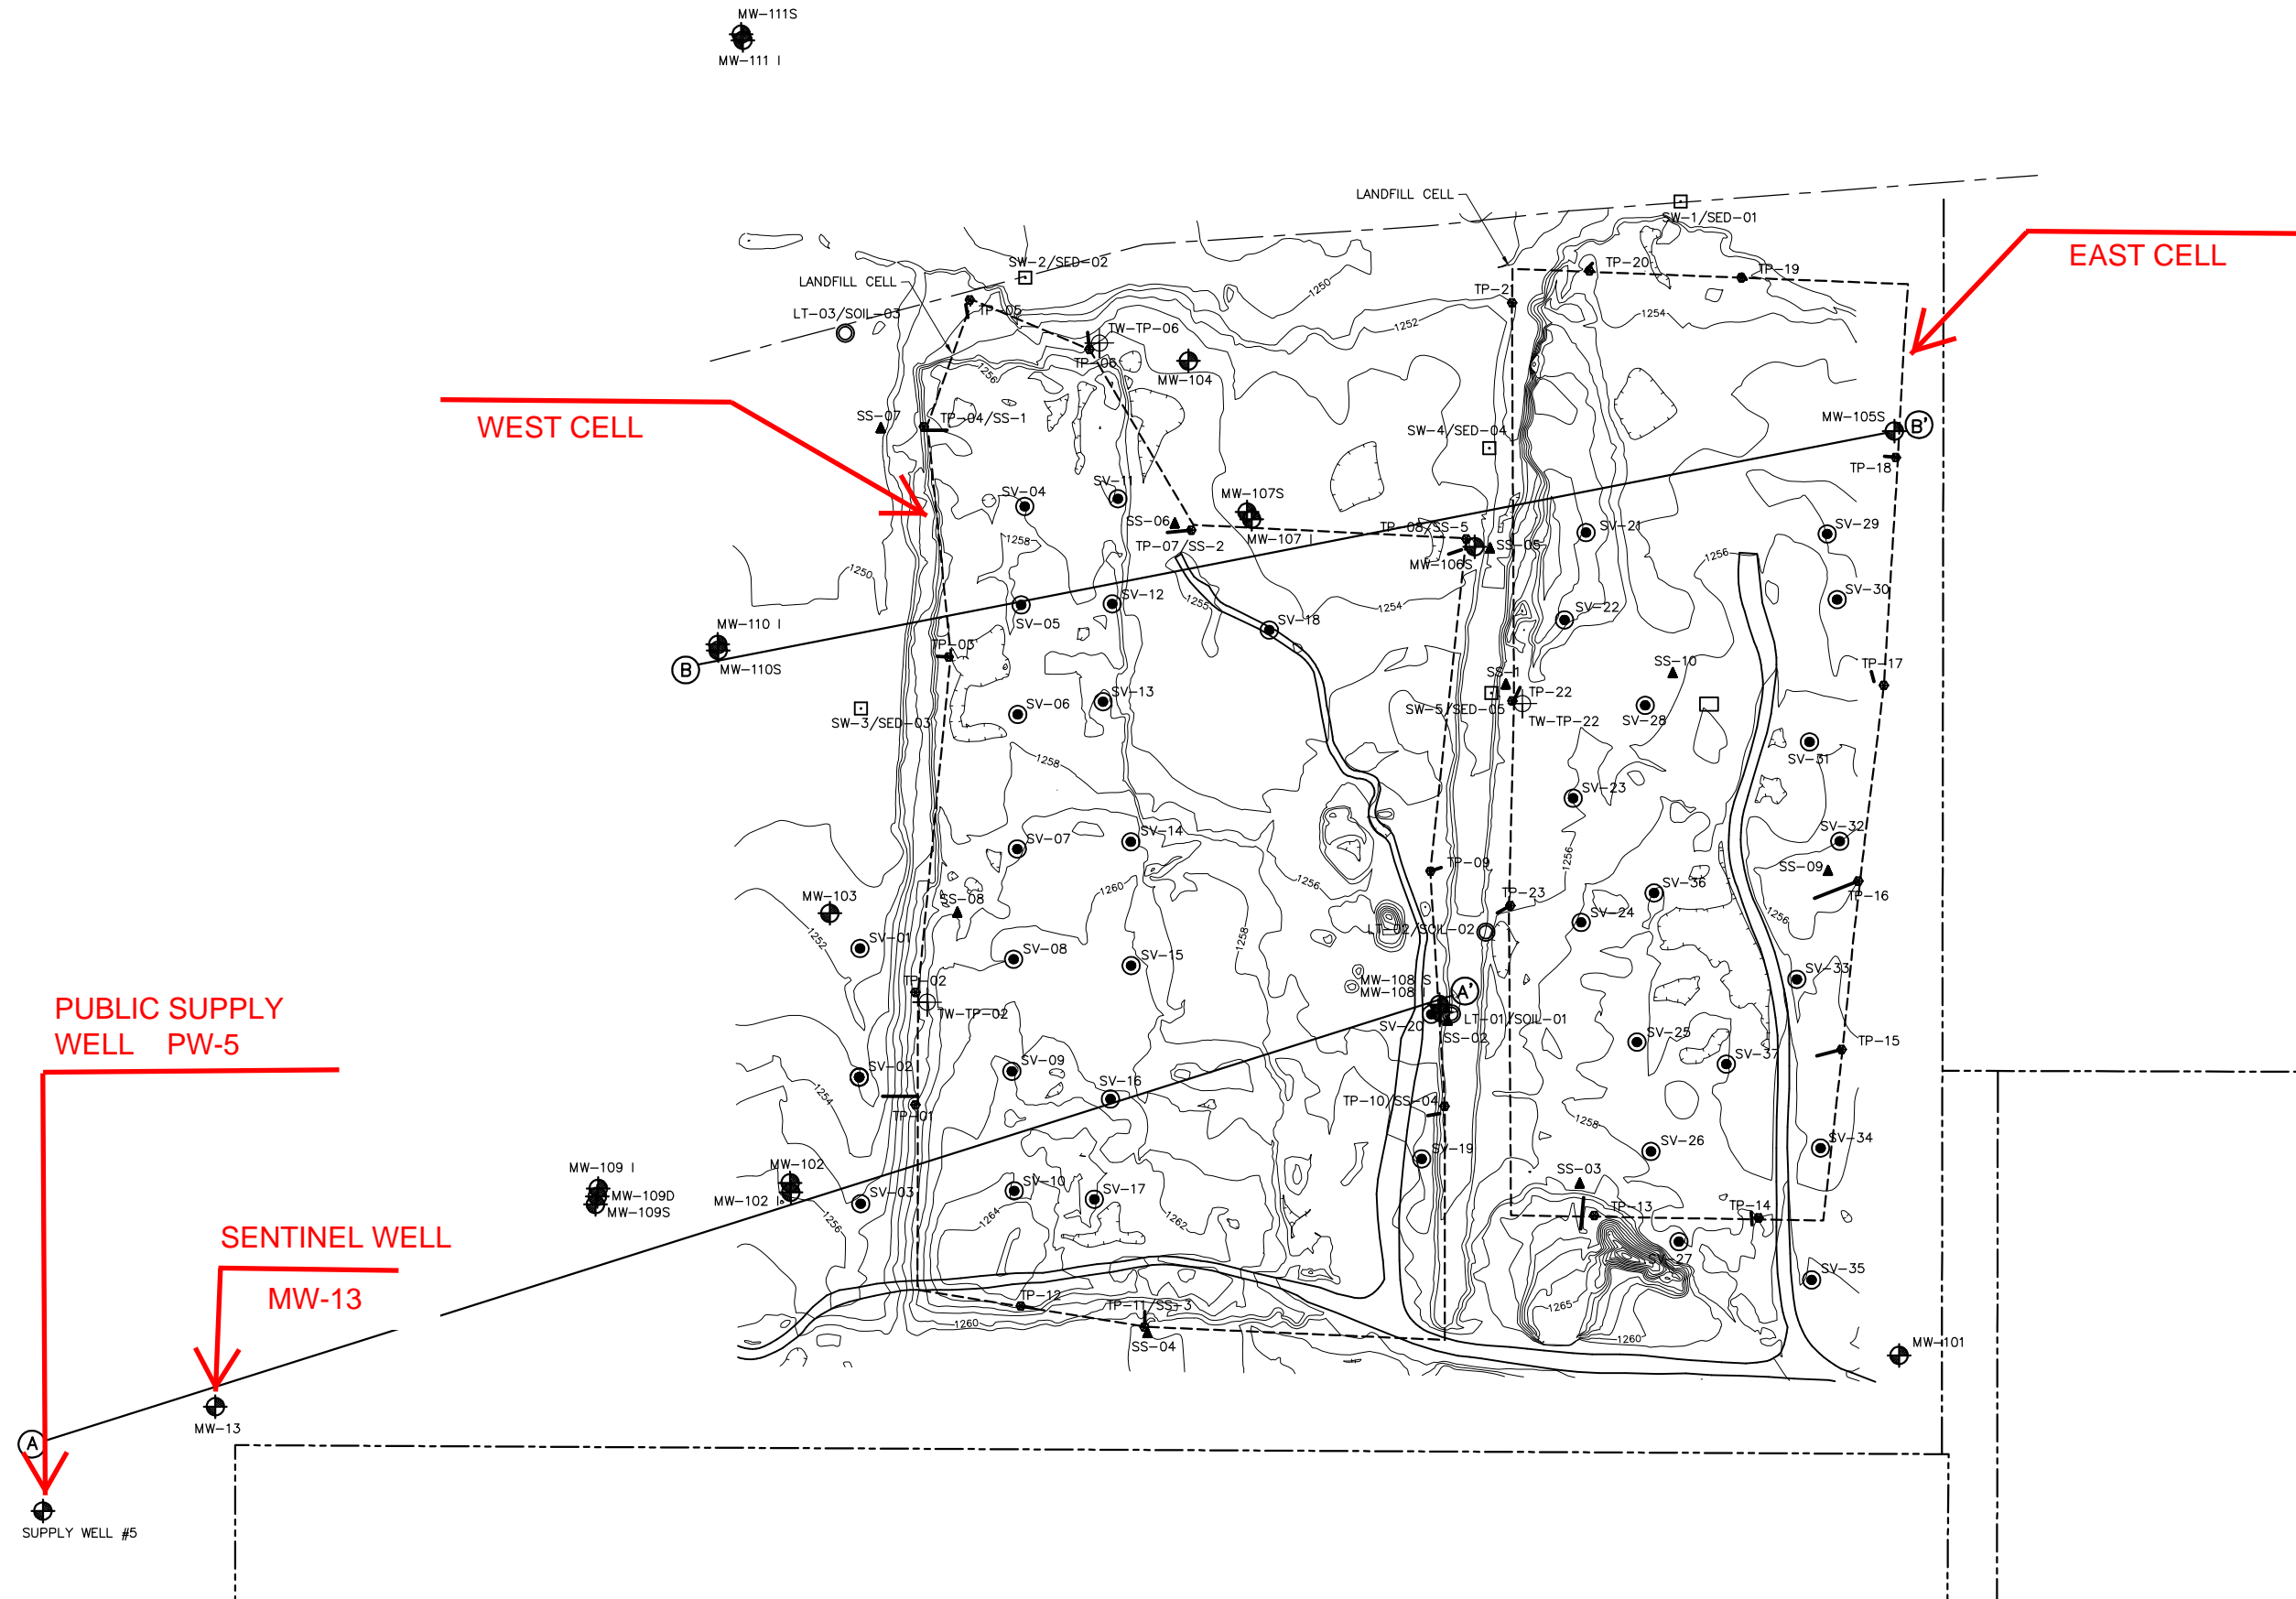 MW-111S
MW-111 I
LANDFILL CELL
SW-1/SED-01
EAST CELL
SW-2/SED-02
TP-20
TP-19
LANDFILL CELL
1250
TP-21
LT-03/SOIL-03
TP-05
TW-TP-06
1252
1254
TP-06
1256
MW-104
WEST CELL
SS-07
TP-04/SS-1
SW-4/SED-04
MW-105S
B'
TP-18
SV-04
SV-11
MW-107S
SS-06
TP-08/SS-5
SV-21
SV-29
1258
TP-07/SS-2
MW-107 I
SS-05
MW-106S
1256
1250
SV-12
1255
1254
SV-22
SV-30
SV-05
SV-18
MW-110 I
TP-03
B
MW-110S
SS-10
TP-17
SS-1
SV-13
TP-22
SV-06
SW-5/SED-05
SW-3/SED-03
TW-TP-22
SV-28
1258
SV-31
SV-23
SV-07
SV-14
SV-32
1256
TP-09
SS-09
1256
1260
SV-36
MW-103
SS-08
TP-23
TP-16
1256
SV-24
LT-02/SOIL-02
1252
SV-01
1258
SV-08
SV-15
TP-02
MW-108 S
MW-108 I
A'
SV-33
PUBLIC SUPPLY
WELL PW-5
TW-TP-02
SV-20
LT-01/SOIL-01
SS-02
SV-25
TP-15
SV-02
SV-09
SV-37
SV-16
1254
TP-01
TP-10/SS-04
1258
SV-26
SV-34
SV-19
MW-109 I
MW-102
SS-03
MW-109D
MW-102 I
SV-03
SV-10
SV-17
MW-109S
TP-13
TP-14
1256
1264
1262
SENTINEL WELL
SV-27
SV-35
MW-13
TP-12
TP-11/SS-3
1265
1260
1260
SS-04
MW-101
MW-13
A
SUPPLY WELL #5